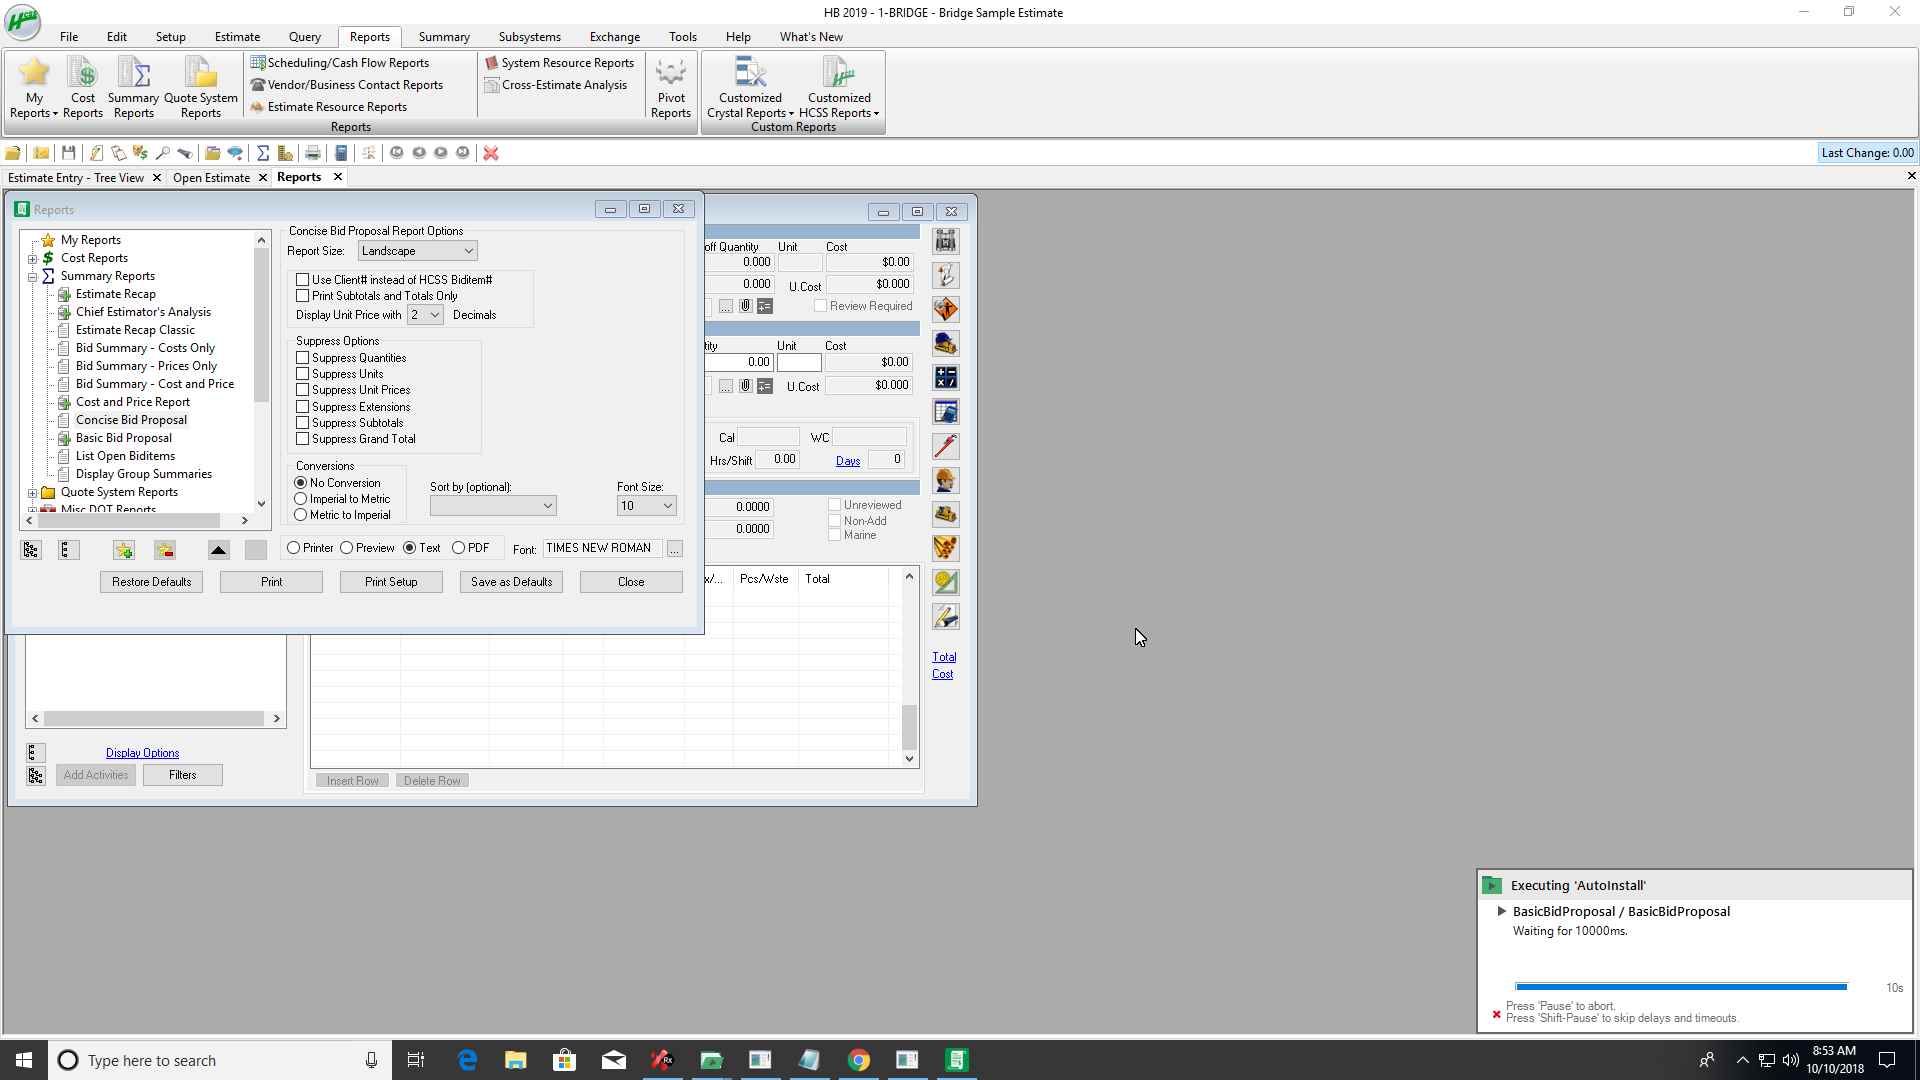 HB 2019 - 1-BRIDGE - Bridge Sample Estimate
File Edit Setup Estimate Query Reports Summary Subsystems Exchange Tools Help What's New
My Reports
Cost Reports
Summary Reports
Quote System Reports
Scheduling/Cash Flow Reports
Vendor/Business Contact Reports
Estimate Resource Reports
System Resource Reports
Cross-Estimate Analysis
Pivot Reports
Customized Crystal Reports
Customized HCSS Reports
Reports
Custom Reports
Last Change: 0.00
Estimate Entry - Tree View
Open Estimate
Reports
Reports
My Reports
Cost Reports
Summary Reports
Estimate Recap
Chief Estimator's Analysis
Estimate Recap Classic
Bid Summary - Costs Only
Bid Summary - Prices Only
Bid Summary - Cost and Price
Cost and Price Report
Concise Bid Proposal
Basic Bid Proposal
List Open Biditems
Display Group Summaries
Quote System Reports
Misc DOT Reports
Concise Bid Proposal Report Options
Report Size: Landscape
Use Client# instead of HCSS Biditem#
Print Subtotals and Totals Only
Display Unit Price with 2 Decimals
Suppress Options
Suppress Quantities
Suppress Units
Suppress Unit Prices
Suppress Extensions
Suppress Subtotals
Suppress Grand Total
Conversions
No Conversion
Imperial to Metric
Metric to Imperial
Sort by (optional):
Font Size:
10
Printer Preview Text PDF Font: TIMES NEW ROMAN ...
Restore Defaults Print Print Setup Save as Defaults Close
off Quantity Unit Cost
0.000 $0.00
0.000 U.Cost $0.000
... Review Required
tity Unit Cost
0.00 $0.00
... U.Cost $0.000
Cal WC
Hrs/Shift 0.00 Days 0
0.0000
0.0000
Unreviewed
Non-Add
Marine
x/... Pcs/Wste Total
Total
Cost
Display Options
Add Activities Filters
Insert Row Delete Row
Executing 'AutoInstall'
BasicBidProposal / BasicBidProposal
Waiting for 10000ms.
10s
Press 'Pause' to abort.
Press 'Shift-Pause' to skip delays and timeouts.
Type here to search
8:53 AM
10/10/2018